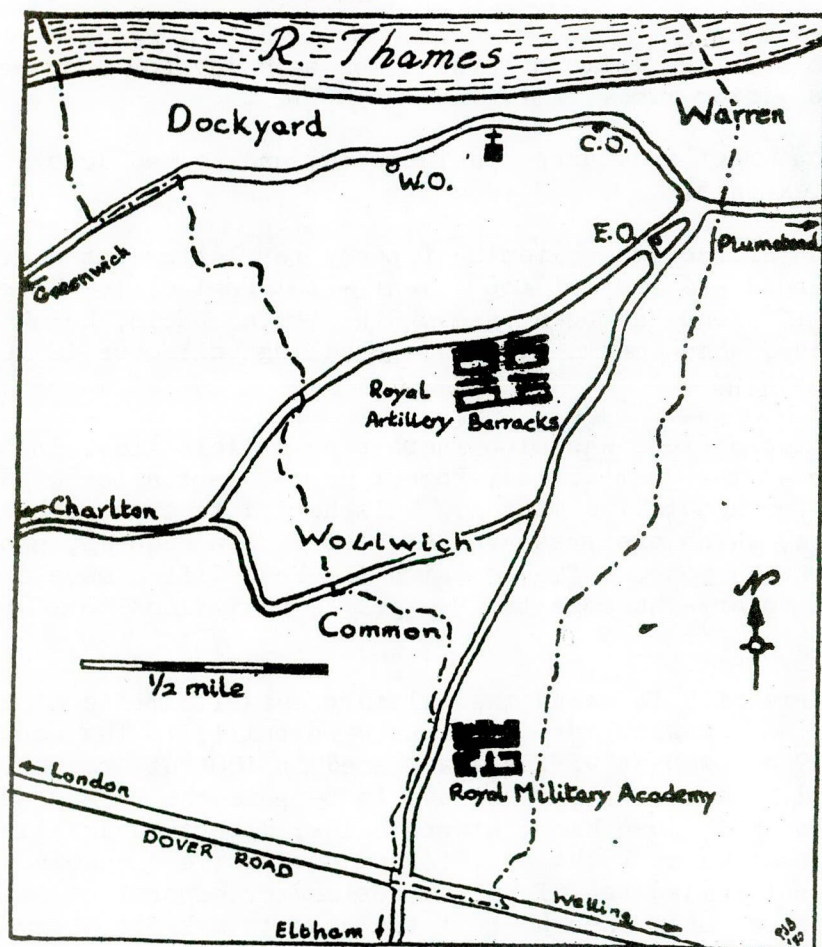 R. Thames
Dockyard
Warren
C.O.
W.O.
E.O.
Plumstead
Greenwich
Royal
Artillery Barracks
Charlton
Woolwich
Common
N
1/2 mile
London
Royal Military Academy
DOVER ROAD
Welling
Eltham